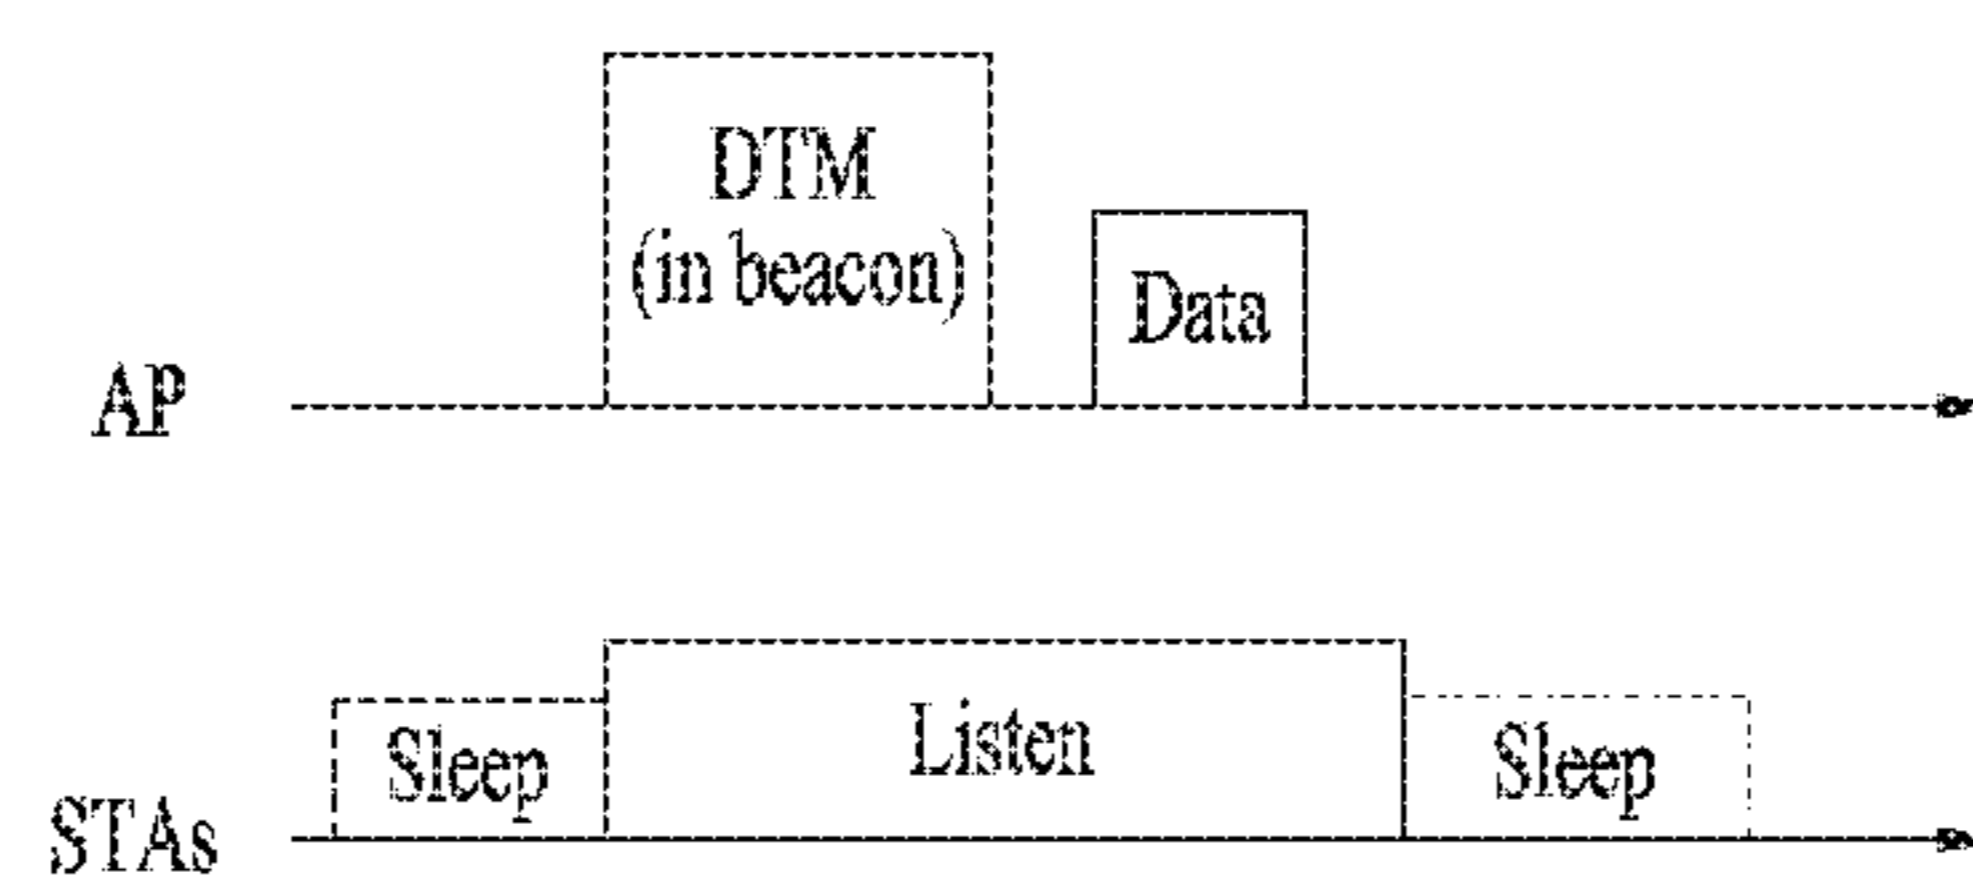 DTM
(in beacon)
Data
AP
Sleep
Listen
Sleep
STAs